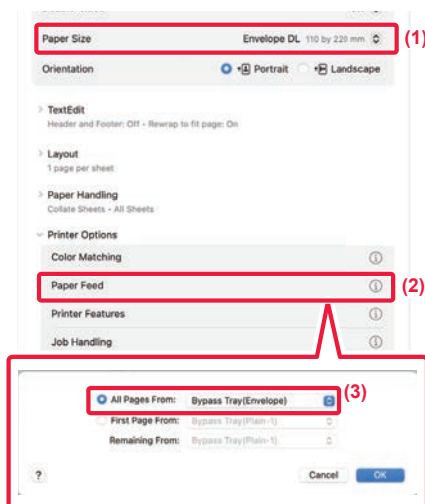 Paper Size Envelope DL 110 by 220 mm (1)
Orientation Portrait Landscape
TextEdit
Header and Footer: Off - Rewrap to fit page: On
Layout
1 page per sheet
Paper Handling
Collate Sheets - All Sheets
Printer Options
Color Matching
Paper Feed (2)
Printer Features
Job Handling
All Pages From: Bypass Tray(Envelope) (3)
First Page From: Bypass Tray(Plain-1)
Remaining From: Bypass Tray(Plain-1)
? Cancel OK